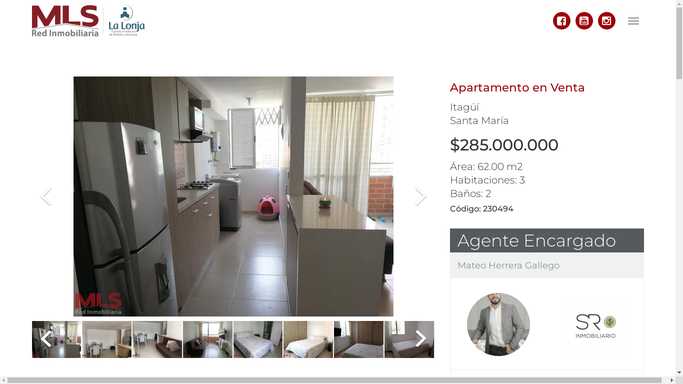 MLS
Red Inmobiliaria
La Lonja
Apartamento en Venta
Itagüí
Santa María
$285.000.000
Área: 62.00 m2
Habitaciones: 3
Baños: 2
Código: 230494
Agente Encargado
Mateo Herrera Gallego
MLS
Red Inmobiliaria
SR
INMOBILIARIO